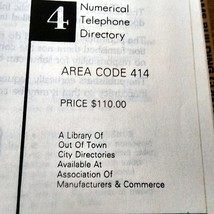 4
Numerical
Telephone
Directory
AREA CODE 414
PRICE $110.00
A Library Of
Out Of Town
City Directories
Available At
Association Of
Manufacturers & Commerce